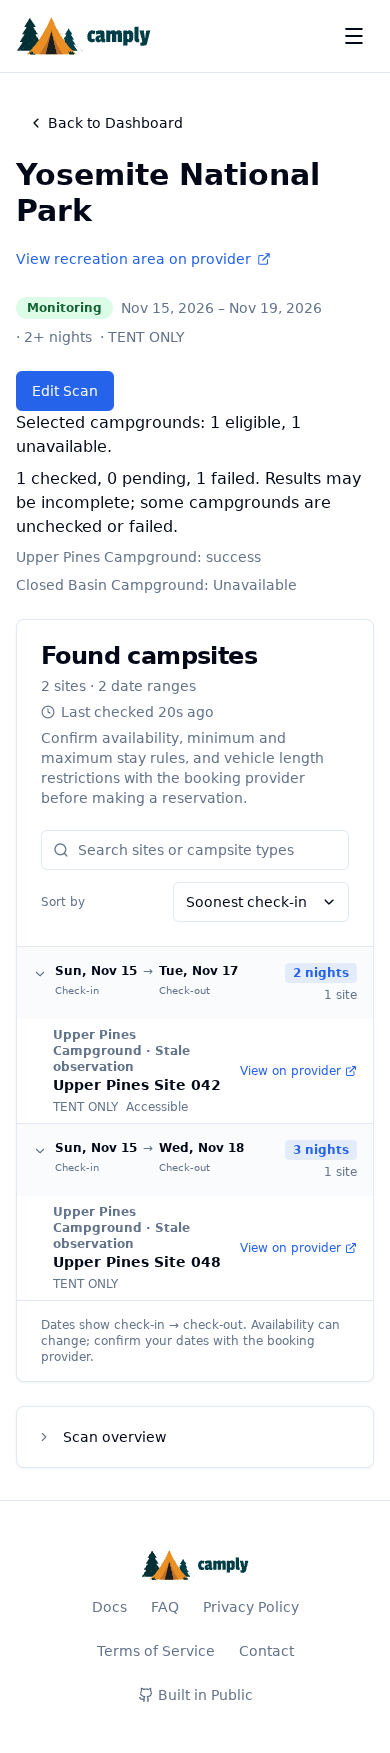 camply
Back to Dashboard
Yosemite National
Park
View recreation area on provider
Monitoring Nov 15, 2026 – Nov 19, 2026
· 2+ nights · TENT ONLY
Edit Scan
Selected campgrounds: 1 eligible, 1
unavailable.
1 checked, 0 pending, 1 failed. Results may
be incomplete; some campgrounds are
unchecked or failed.
Upper Pines Campground: success
Closed Basin Campground: Unavailable
Found campsites
2 sites · 2 date ranges
Last checked 20s ago
Confirm availability, minimum and
maximum stay rules, and vehicle length
restrictions with the booking provider
before making a reservation.
Search sites or campsite types
Sort by Soonest check-in
Sun, Nov 15 → Tue, Nov 17 2 nights
Check-in Check-out 1 site
Upper Pines
Campground · Stale
observation
Upper Pines Site 042
TENT ONLY Accessible
View on provider
Sun, Nov 15 → Wed, Nov 18 3 nights
Check-in Check-out 1 site
Upper Pines
Campground · Stale
observation
Upper Pines Site 048
TENT ONLY
View on provider
Dates show check-in → check-out. Availability can
change; confirm your dates with the booking
provider.
Scan overview
camply
Docs FAQ Privacy Policy
Terms of Service Contact
Built in Public